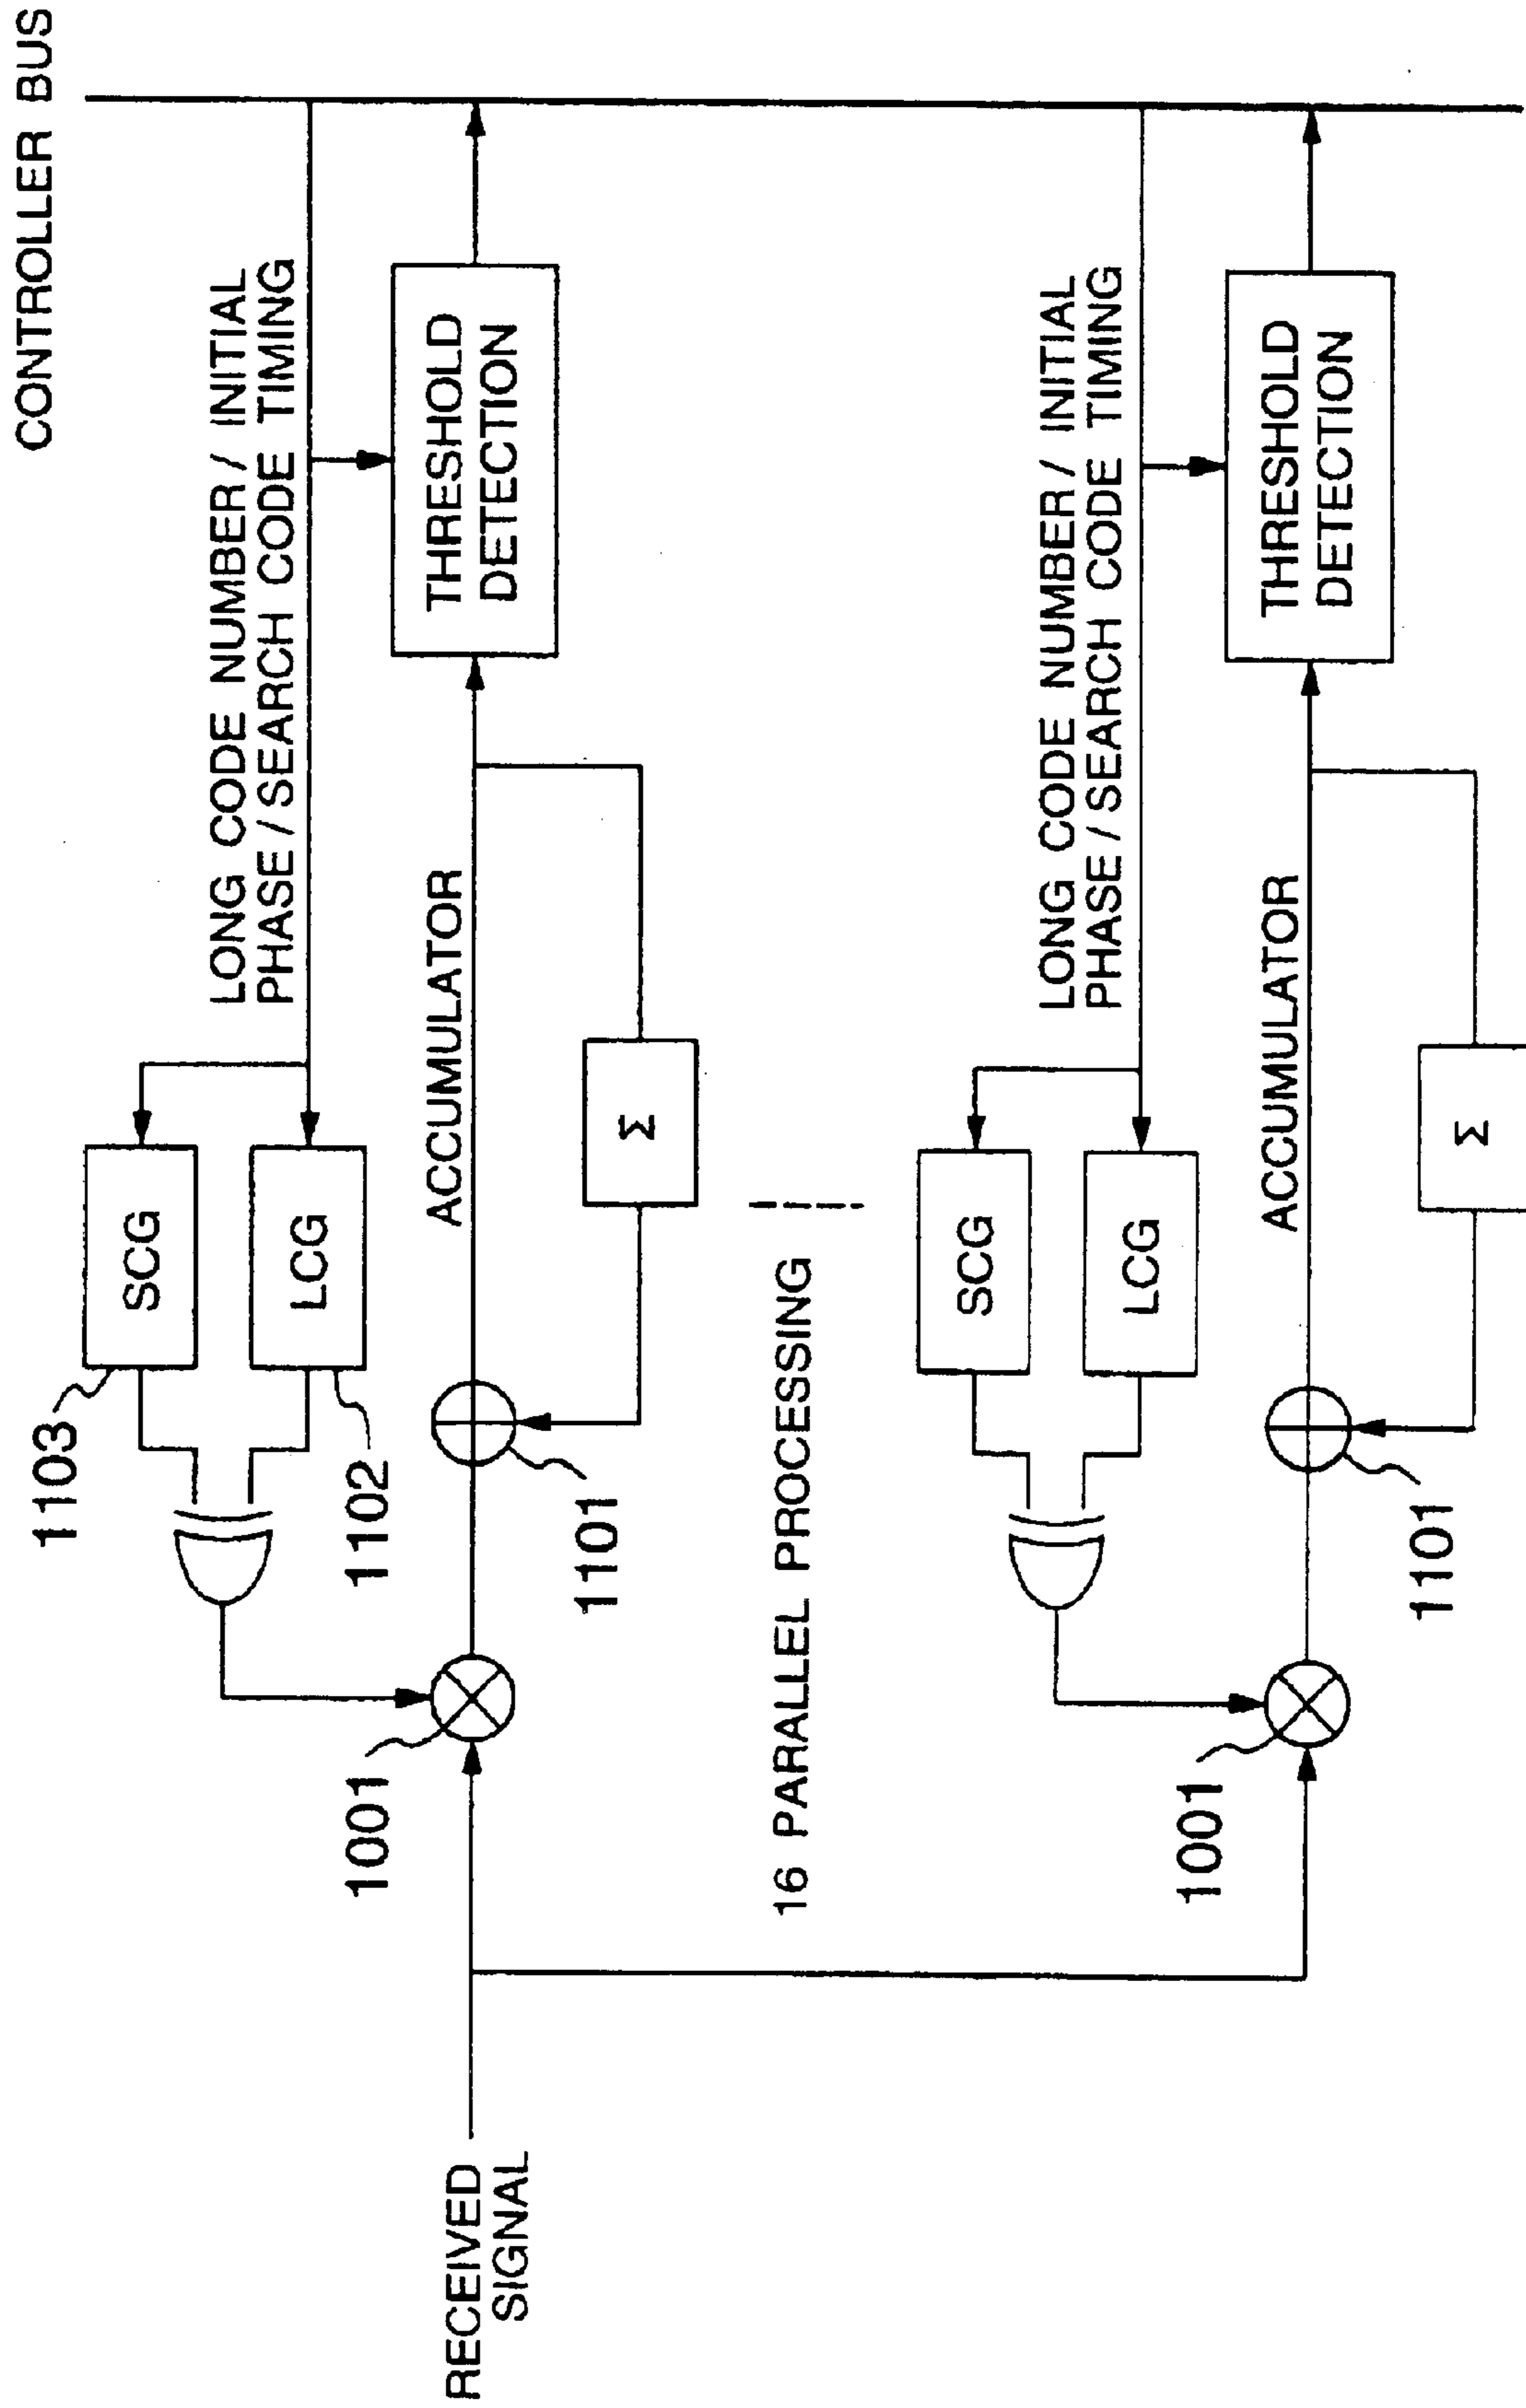 CONTROLLER BUS
LONG CODE NUMBER / INITIAL
PHASE / SEARCH CODE TIMING
1103
SCG
LCG
1102
ACCUMULATOR
THRESHOLD
DETECTION
Σ
1001
1101
RECEIVED
SIGNAL
16 PARALLEL PROCESSING
LONG CODE NUMBER / INITIAL
PHASE / SEARCH CODE TIMING
SCG
LCG
ACCUMULATOR
THRESHOLD
DETECTION
Σ
1001
1101